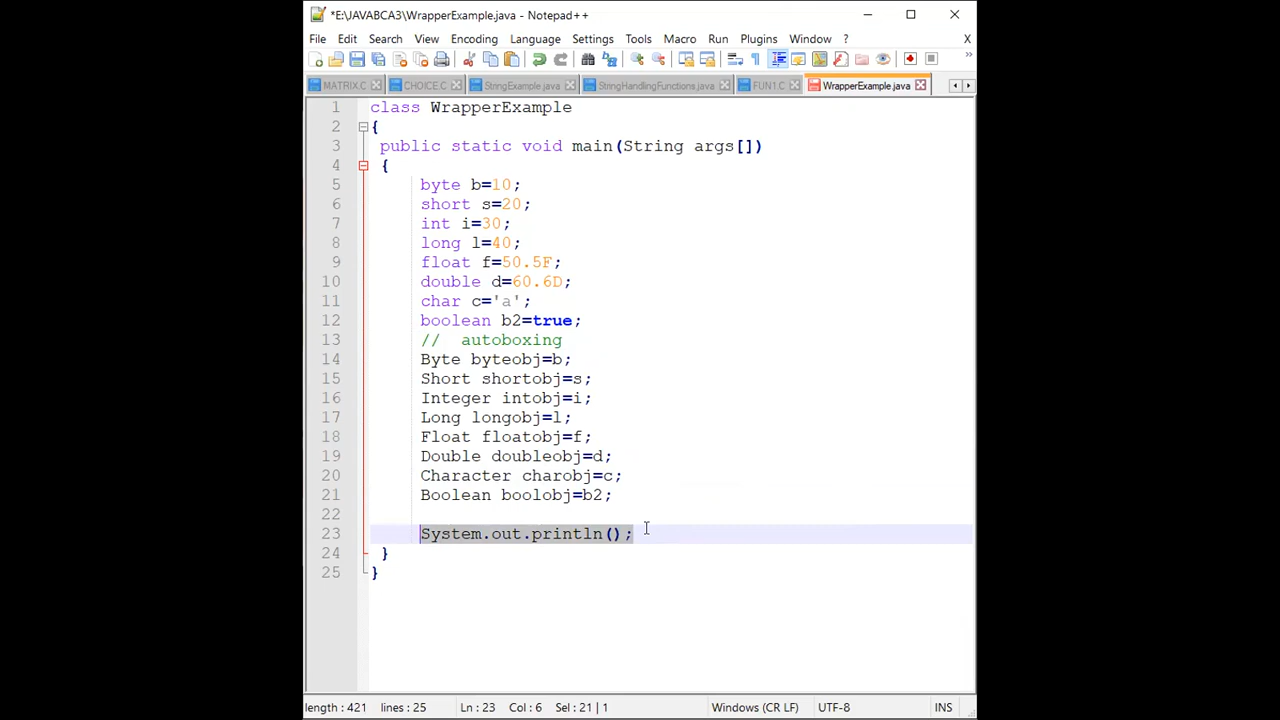 *E:\JAVABCA3\WrapperExample.java - Notepad++
File Edit Search View Encoding Language Settings Tools Macro Run Plugins Window ? X
MATRIX.C CHOICE.C StringExample.java StringHandlingFunctions.java FUN1.C WrapperExample.java
1 class WrapperExample
2 {
3 public static void main(String args[])
4 {
5 byte b=10;
6 short s=20;
7 int i=30;
8 long l=40;
9 float f=50.5F;
10 double d=60.6D;
11 char c='a';
12 boolean b2=true;
13 // autoboxing
14 Byte byteobj=b;
15 Short shortobj=s;
16 Integer intobj=i;
17 Long longobj=l;
18 Float floatobj=f;
19 Double doubleobj=d;
20 Character charobj=c;
21 Boolean boolobj=b2;
22
23 System.out.println();
24 }
25 }
length : 421 lines : 25 Ln : 23 Col : 6 Sel : 21 | 1 Windows (CR LF) UTF-8 INS